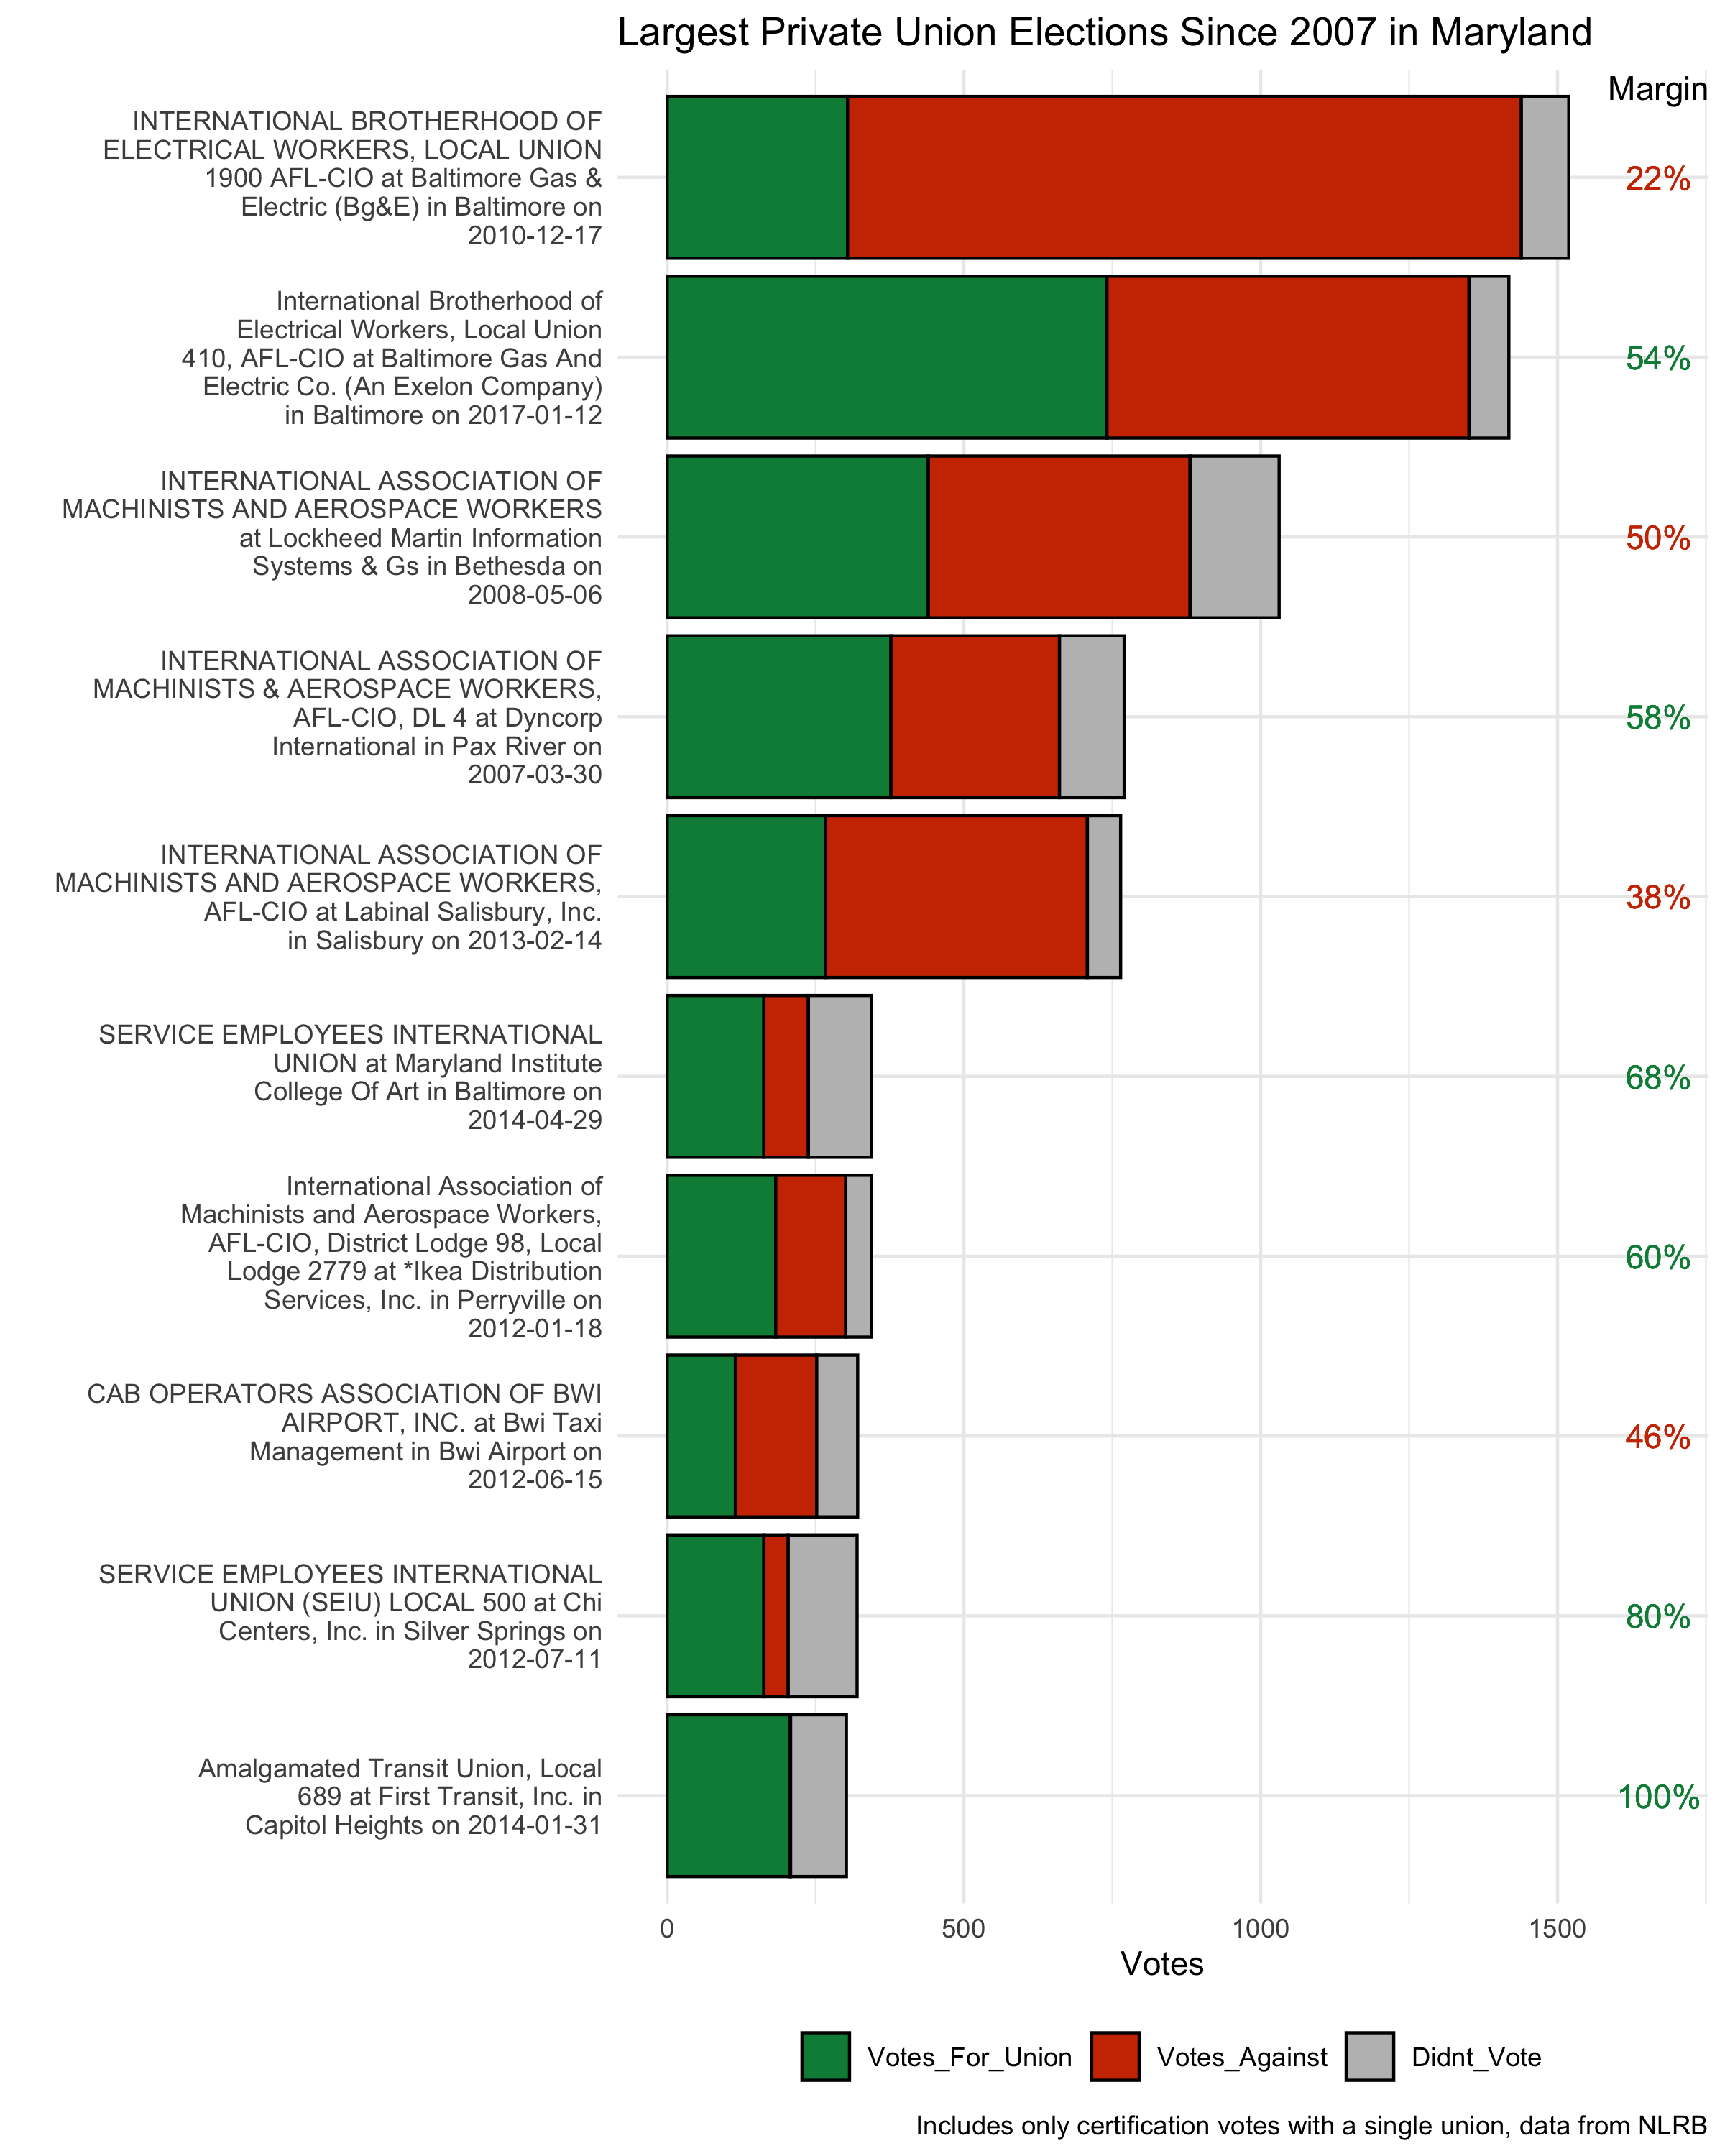 Largest Private Union Elections Since 2007 in Maryland
Margin
INTERNATIONAL BROTHERHOOD OF
ELECTRICAL WORKERS, LOCAL UNION
1900 AFL-CIO at Baltimore Gas &
Electric (Bg&E) in Baltimore on
2010-12-17
22%
International Brotherhood of
Electrical Workers, Local Union
410, AFL-CIO at Baltimore Gas And
Electric Co. (An Exelon Company)
in Baltimore on 2017-01-12
54%
INTERNATIONAL ASSOCIATION OF
MACHINISTS AND AEROSPACE WORKERS
at Lockheed Martin Information
Systems & Gs in Bethesda on
2008-05-06
50%
INTERNATIONAL ASSOCIATION OF
MACHINISTS & AEROSPACE WORKERS,
AFL-CIO, DL 4 at Dyncorp
International in Pax River on
2007-03-30
58%
INTERNATIONAL ASSOCIATION OF
MACHINISTS AND AEROSPACE WORKERS,
AFL-CIO at Labinal Salisbury, Inc.
in Salisbury on 2013-02-14
38%
SERVICE EMPLOYEES INTERNATIONAL
UNION at Maryland Institute
College Of Art in Baltimore on
2014-04-29
68%
International Association of
Machinists and Aerospace Workers,
AFL-CIO, District Lodge 98, Local
Lodge 2779 at *Ikea Distribution
Services, Inc. in Perryville on
2012-01-18
60%
CAB OPERATORS ASSOCIATION OF BWI
AIRPORT, INC. at Bwi Taxi
Management in Bwi Airport on
2012-06-15
46%
SERVICE EMPLOYEES INTERNATIONAL
UNION (SEIU) LOCAL 500 at Chi
Centers, Inc. in Silver Springs on
2012-07-11
80%
Amalgamated Transit Union, Local
689 at First Transit, Inc. in
Capitol Heights on 2014-01-31
100%
0 500 1000 1500
Votes
Votes_For_Union Votes_Against Didnt_Vote
Includes only certification votes with a single union, data from NLRB